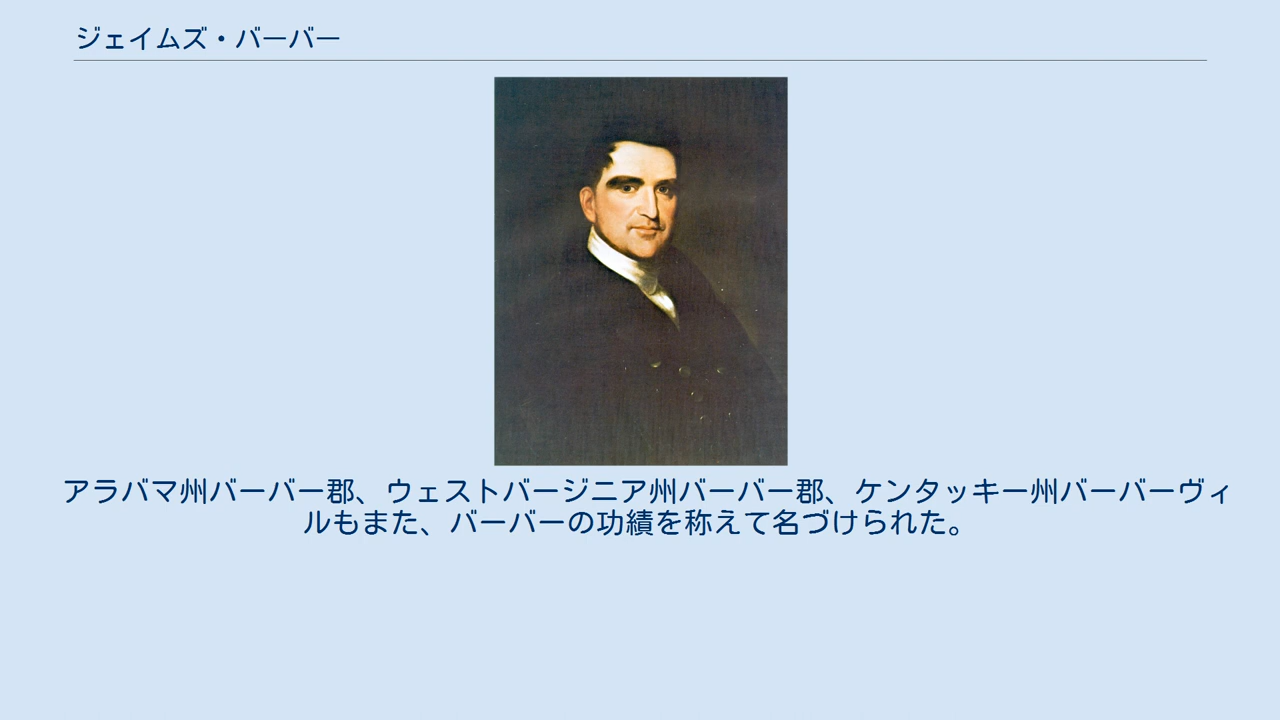 ジェイムズ・バーバー
アラバマ州バーバー郡、ウェストバージニア州バーバー郡、ケンタッキー州バーバーヴィ
ルもまた、バーバーの功績を称えて名づけられた。